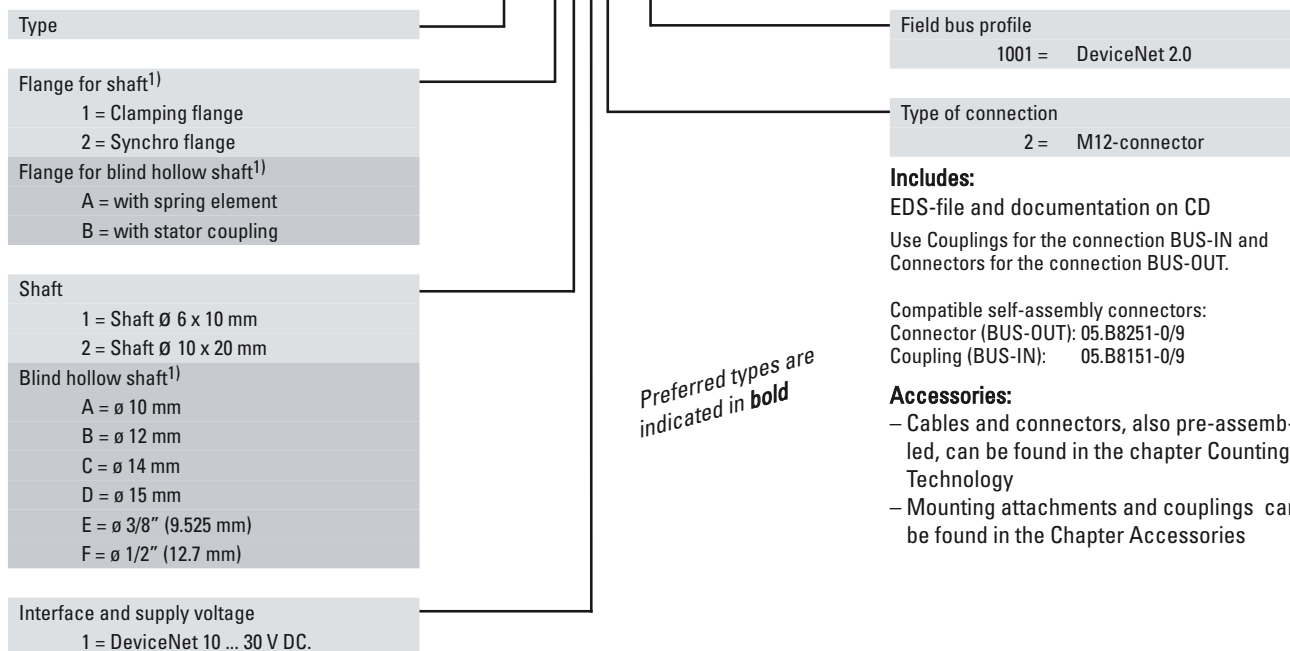 Type
Flange for shaft1)
1 = Clamping flange
2 = Synchro flange
Flange for blind hollow shaft1)
A = with spring element
B = with stator coupling
Shaft
1 = Shaft Ø 6 x 10 mm
2 = Shaft Ø 10 x 20 mm
Blind hollow shaft1)
A = ø 10 mm
B = ø 12 mm
C = ø 14 mm
D = ø 15 mm
E = ø 3/8″ (9.525 mm)
F = ø 1/2″ (12.7 mm)
Interface and supply voltage
1 = DeviceNet 10 ... 30 V DC.
Preferred types are
indicated in bold
Field bus profile
1001 = DeviceNet 2.0
Type of connection
2 = M12-connector
Includes:
EDS-file and documentation on CD
Use Couplings for the connection BUS-IN and
Connectors for the connection BUS-OUT.
Compatible self-assembly connectors:
Connector (BUS-OUT): 05.B8251-0/9
Coupling (BUS-IN): 05.B8151-0/9
Accessories:
– Cables and connectors, also pre-assemb-
led, can be found in the chapter Counting
Technology
– Mounting attachments and couplings can
be found in the Chapter Accessories